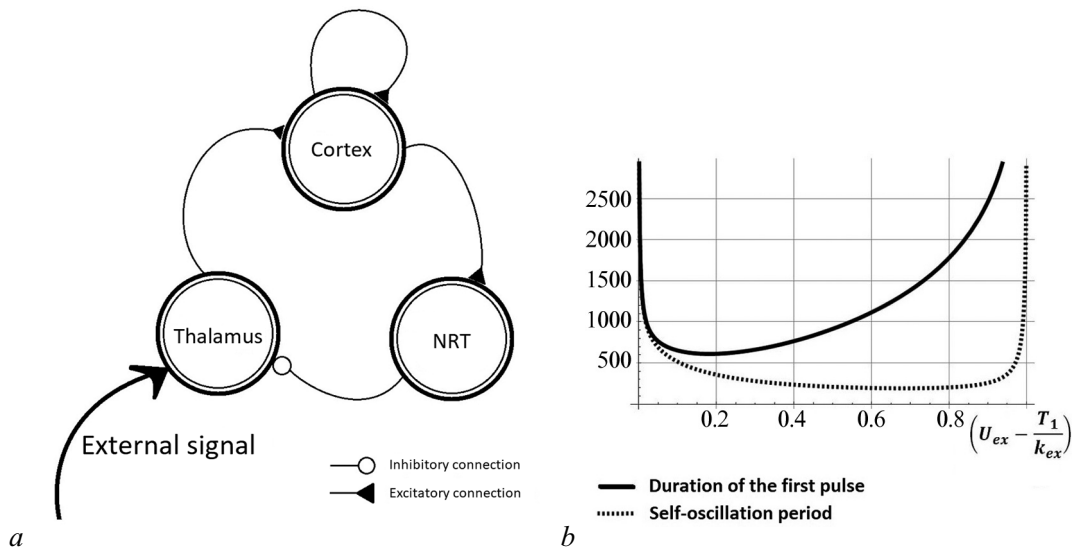 Cortex
Thalamus
NRT
External signal
Inhibitory connection
Excitatory connection
a
2500
2000
1500
1000
500
0.2
0.4
0.6
0.8
(U_ex − T_1/k_ex)
Duration of the first pulse
Self-oscillation period
b